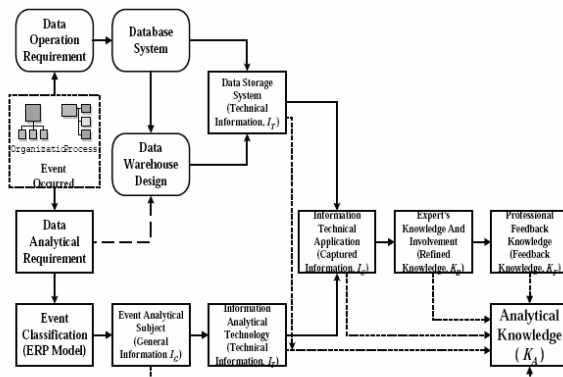 Data
Operation
Requirement
Database
System
Data Storage
System
(Technical
Information, I_T)
OrganizaticProcess
Event
Occurred
Data
Warehouse
Design
Data
Analytical
Requirement
Information
Technical
Application
(Captured
Information, I_C)
Expert's
Knowledge And
Involvement
(Refined
Knowledge, K_R)
Professional
Feedback
Knowledge
(Feedback
Knowledge, K_F)
Event
Classification
(ERP Model)
Event Analytical
Subject
(General
Information I_G)
Information
Analytical
Technology
(Technical
Information, I_T)
Analytical
Knowledge
(K_A)